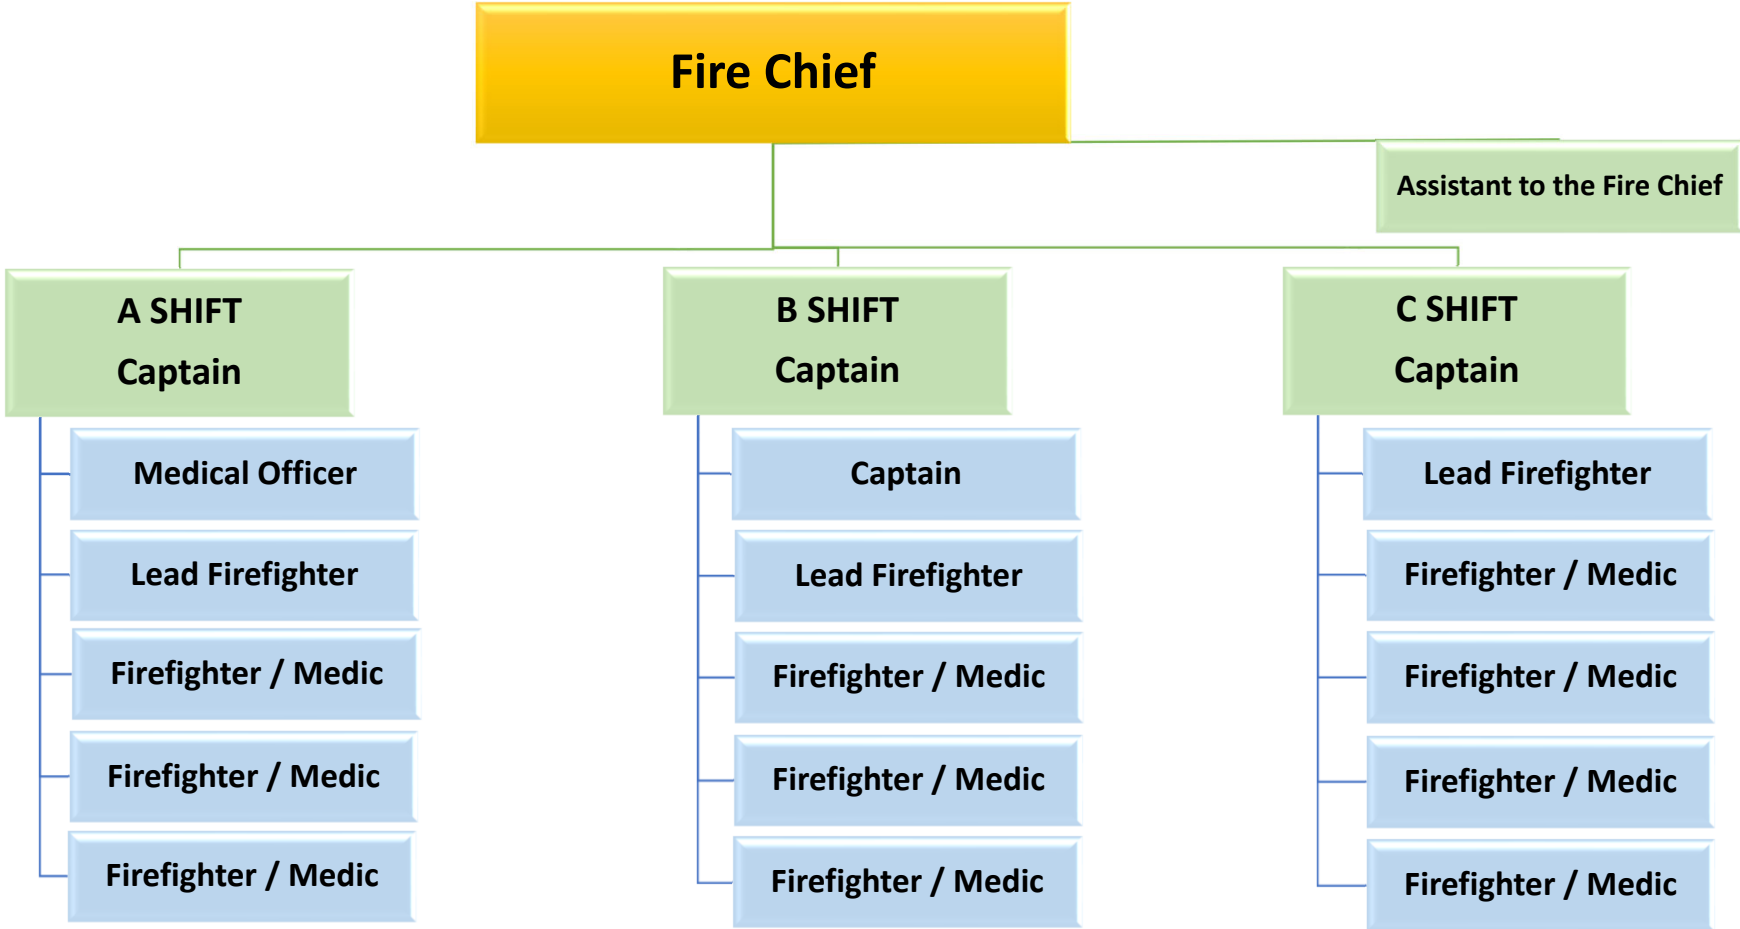 Fire Chief
Assistant to the Fire Chief
A SHIFT
Captain
Medical Officer
Lead Firefighter
Firefighter / Medic
Firefighter / Medic
Firefighter / Medic
B SHIFT
Captain
Captain
Lead Firefighter
Firefighter / Medic
Firefighter / Medic
Firefighter / Medic
C SHIFT
Captain
Lead Firefighter
Firefighter / Medic
Firefighter / Medic
Firefighter / Medic
Firefighter / Medic